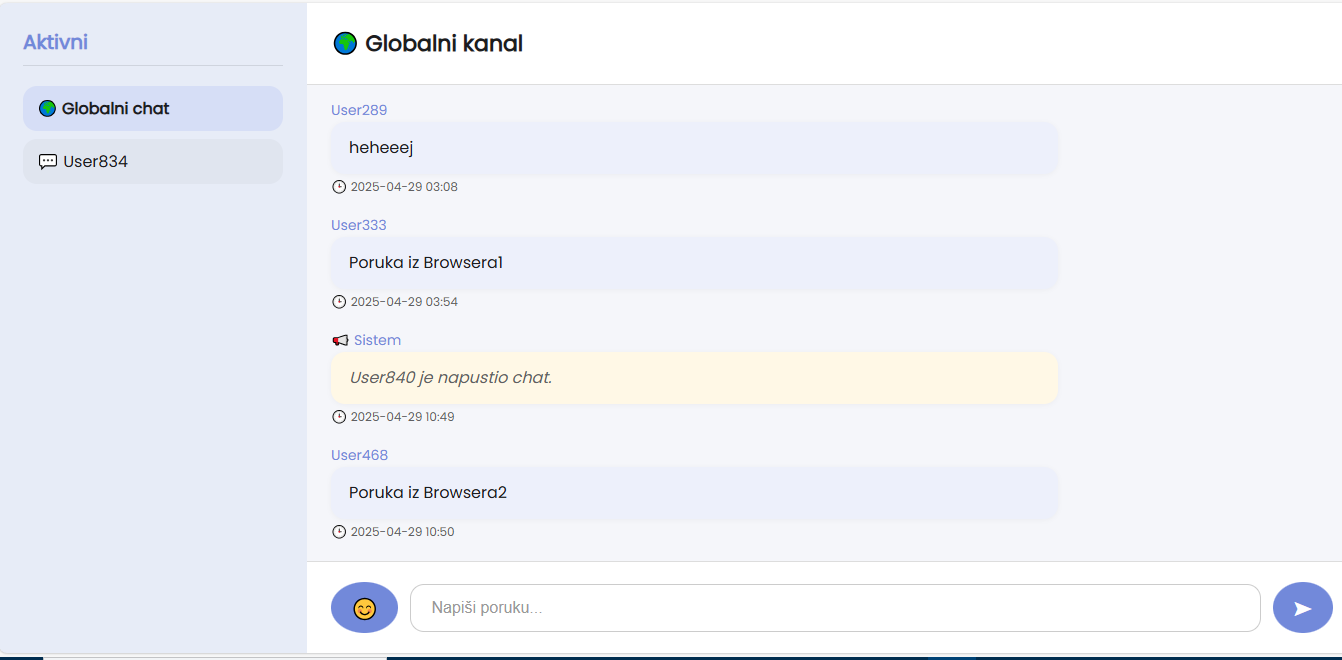 Aktivni
Globalni chat
User834
Globalni kanal
User289
heheeej
2025-04-29 03:08
User333
Poruka iz Browsera1
2025-04-29 03:54
Sistem
User840 je napustio chat.
2025-04-29 10:49
User468
Poruka iz Browsera2
2025-04-29 10:50
Napiši poruku...